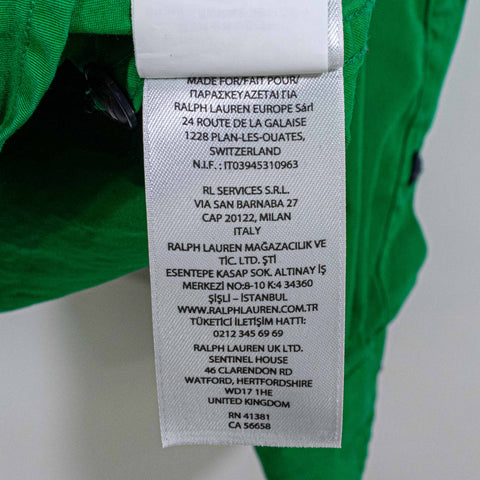 MADE FOR/FAIT POUR/
ΠΑΡΑΣΚΕΥΑΖΕΤΑΙ ΓΙΑ
RALPH LAUREN EUROPE Sárl
24 ROUTE DE LA GALAISE
1228 PLAN-LES-OUATES,
SWITZERLAND
N.I.F.: IT03945310963
RL SERVICES S.R.L.
VIA SAN BARNABA 27
CAP 20122, MILAN
ITALY
RALPH LAUREN MAĞAZACILIK VE
TİC. LTD. ŞTİ
ESENTEPE KASAP SOK. ALTINAY İŞ
MERKEZİ NO:8-10 K:4 34360
ŞİŞLİ – İSTANBUL
WWW.RALPHLAUREN.COM.TR
TÜKETİCİ İLETİŞİM HATTI:
0212 345 69 69
RALPH LAUREN UK LTD.
SENTINEL HOUSE
46 CLARENDON RD
WATFORD, HERTFORDSHIRE
WD17 1HE
UNITED KINGDOM
RN 41381
CA 56658